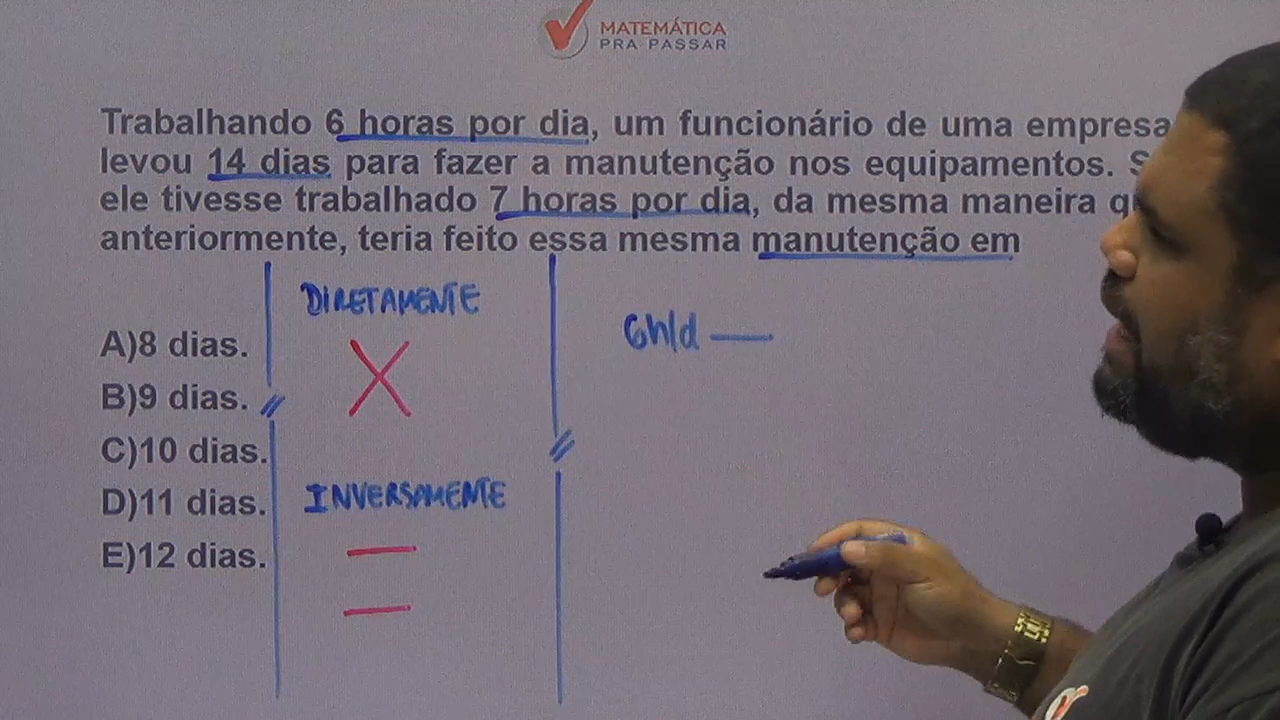 MATEMÁTICA
PRA PASSAR
Trabalhando 6 horas por dia, um funcionário de uma empresa
levou 14 dias para fazer a manutenção nos equipamentos.
ele tivesse trabalhado 7 horas por dia, da mesma maneira
anteriormente, teria feito essa mesma manutenção em
A)8 dias.
B)9 dias.
C)10 dias.
D)11 dias.
E)12 dias.
DIRETAMENTE
X
INVERSAMENTE
6h/d